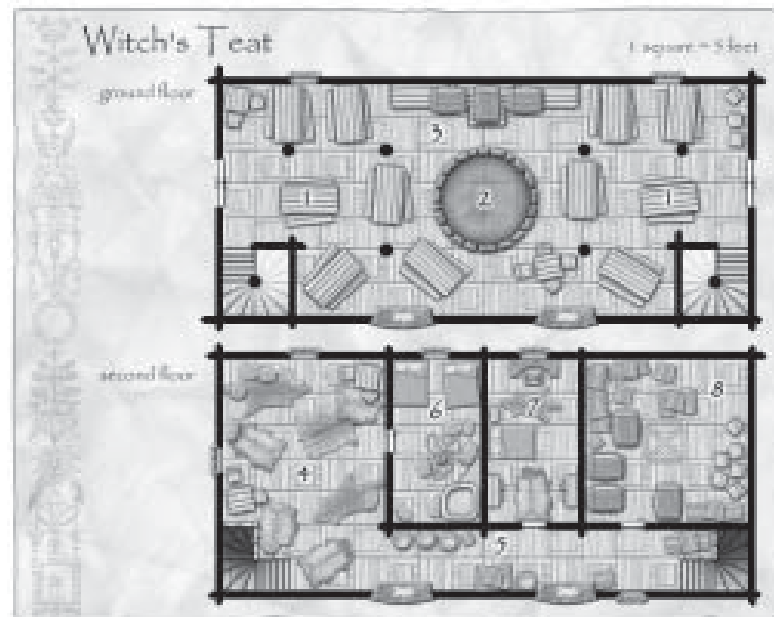 Witch's Teat
1 square = 5 feet
ground floor
3
1
2
1
second floor
8
6
7
4
5